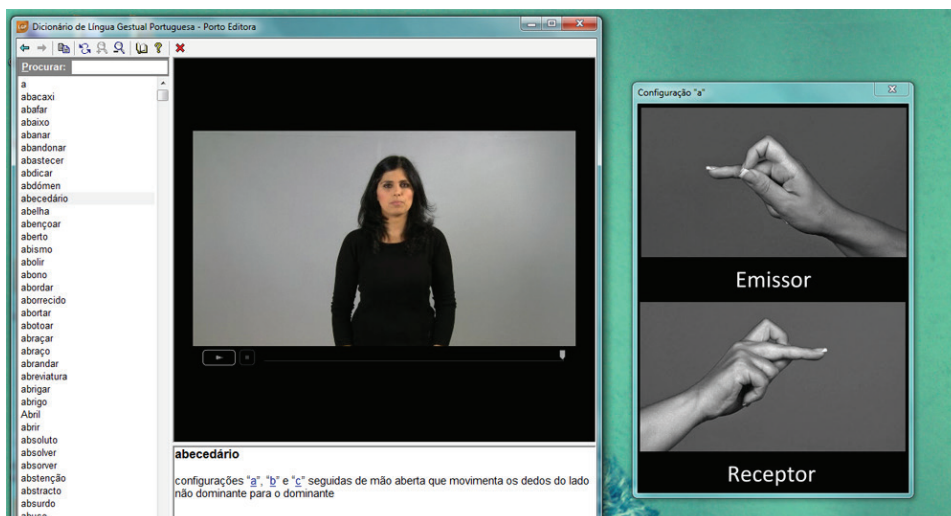 Dicionário de Língua Gestual Portuguesa - Porto Editora
Procurar:
a
abacaxi
abafar
abaixo
abanar
abandonar
abastecer
abdicar
abdómen
abecedário
abelha
abençoar
aberto
abismo
abolir
abono
abordar
aborrecido
abortar
abotoar
abraçar
abraço
abrandar
abreviatura
abrigar
abrigo
Abril
abrir
absoluto
absolver
absorver
abstenção
abstracto
absurdo
abecedário
configurações "a", "b" e "c" seguidas de mão aberta que movimenta os dedos do lado
não dominante para o dominante
Configuração "a"
Emissor
Receptor